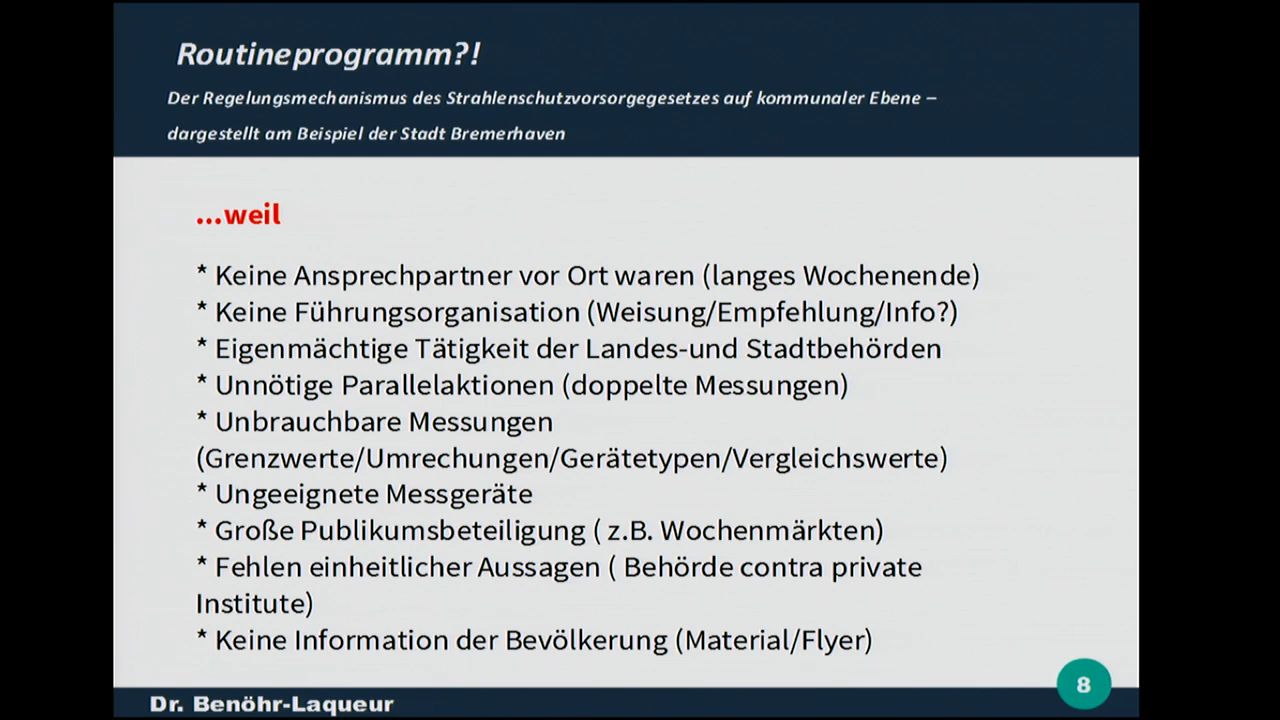 Routineprogramm?!
Der Regelungsmechanismus des Strahlenschutzvorsorgegesetzes auf kommunaler Ebene –
dargestellt am Beispiel der Stadt Bremerhaven
...weil
* Keine Ansprechpartner vor Ort waren (langes Wochenende)
* Keine Führungsorganisation (Weisung/Empfehlung/Info?)
* Eigenmächtige Tätigkeit der Landes-und Stadtbehörden
* Unnötige Parallelaktionen (doppelte Messungen)
* Unbrauchbare Messungen
(Grenzwerte/Umrechungen/Gerätetypen/Vergleichswerte)
* Ungeeignete Messgeräte
* Große Publikumsbeteiligung ( z.B. Wochenmärkten)
* Fehlen einheitlicher Aussagen ( Behörde contra private
Institute)
* Keine Information der Bevölkerung (Material/Flyer)
Dr. Benöhr-Laqueur
8